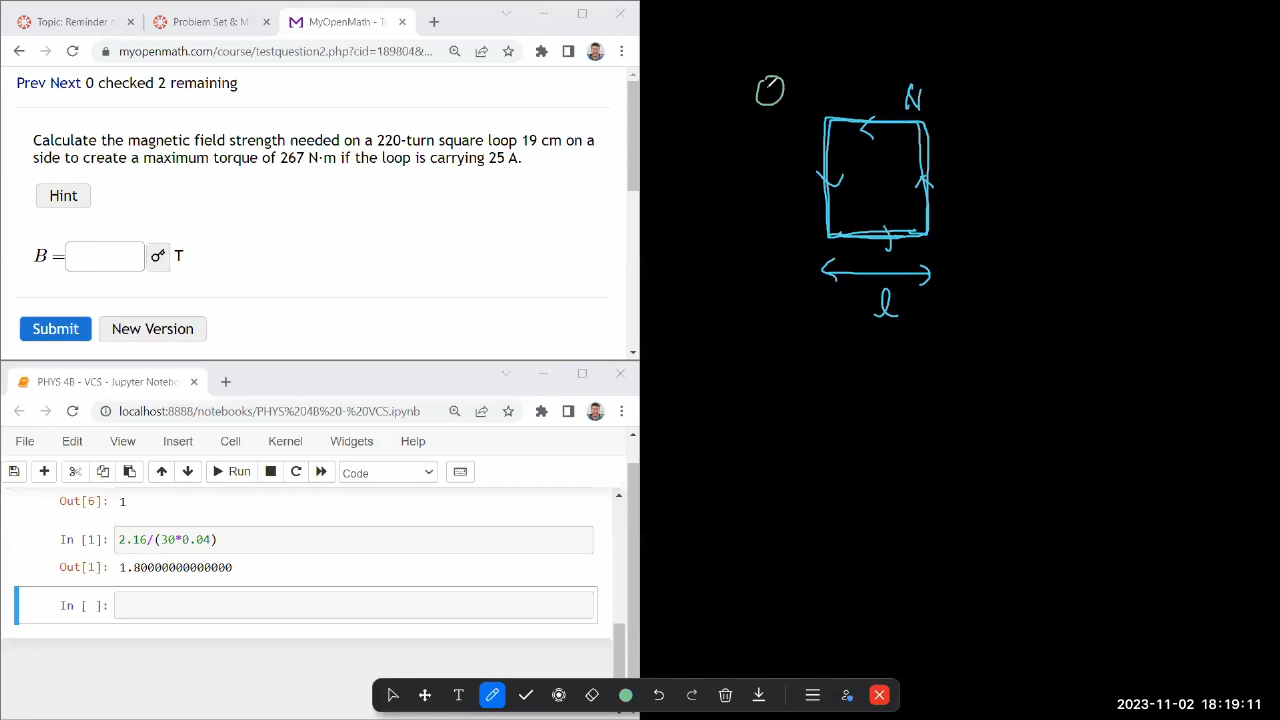 Topic: Reminder c
Problem Set 8: M
MyOpenMath - Te
myopenmath.com/course/testquestion2.php?cid=189804&...
Prev Next 0 checked 2 remaining
Calculate the magnetic field strength needed on a 220-turn square loop 19 cm on a
side to create a maximum torque of 267 N·m if the loop is carrying 25 A.
Hint
B = T
Submit New Version
PHYS 4B - VCS - Jupyter Notebo
localhost:8888/notebooks/PHYS%204B%20-%20VCS.ipynb
File Edit View Insert Cell Kernel Widgets Help
Run Code
Out[6]: 1
In [1]: 2.16/(30*0.04)
Out[1]: 1.80000000000000
In [ ]:
N
l
T
2023-11-02 18:19:11